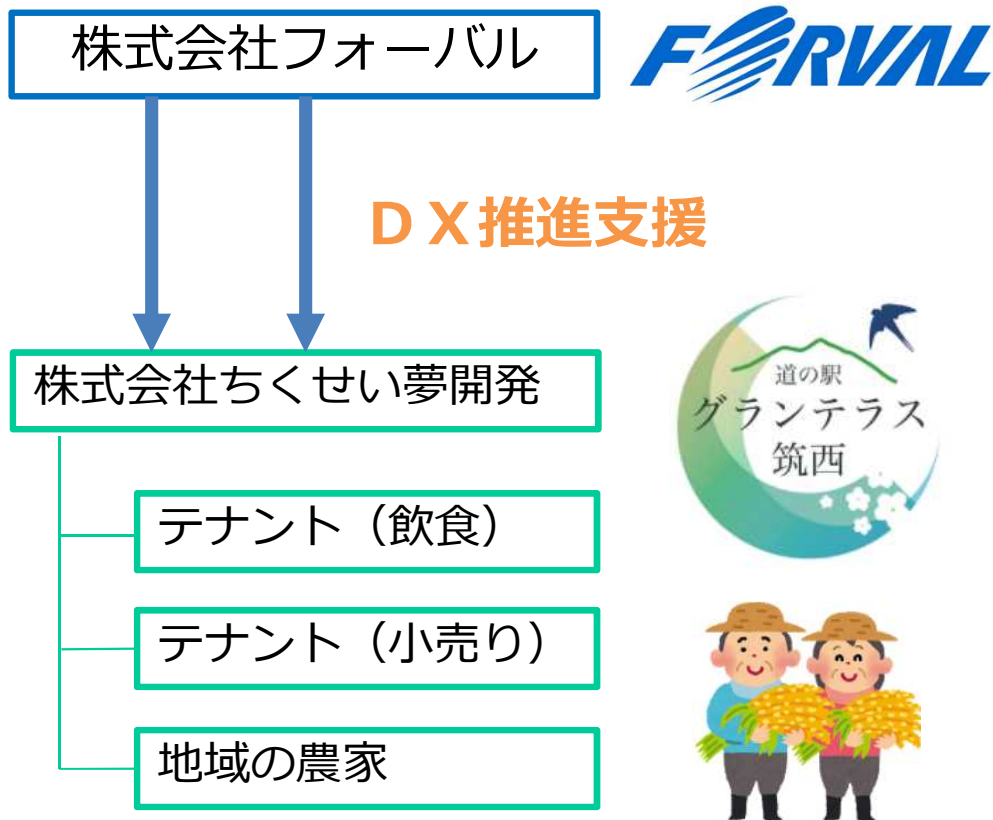 株式会社フォーバル
FORVAL
ＤＸ推進支援
株式会社ちくせい夢開発
道の駅
グランテラス
筑西
テナント（飲食）
テナント（小売り）
地域の農家